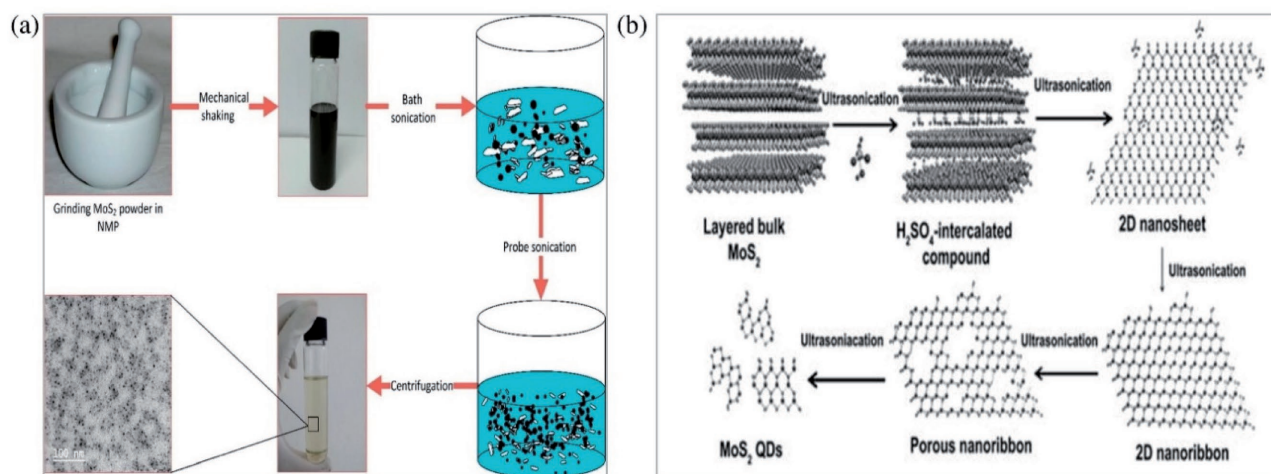 (a)
Mechanical
shaking
Bath
sonication
Grinding MoS₂ powder in
NMP
Probe sonication
Centrifugation
100 nm
(b)
Ultrasonication
Ultrasonication
Layered bulk
MoS₂
H₂SO₄-intercalated
compound
2D nanosheet
Ultrasonication
Ultrasoniacation
Ultrasonication
MoS₂ QDs
Porous nanoribbon
2D nanoribbon